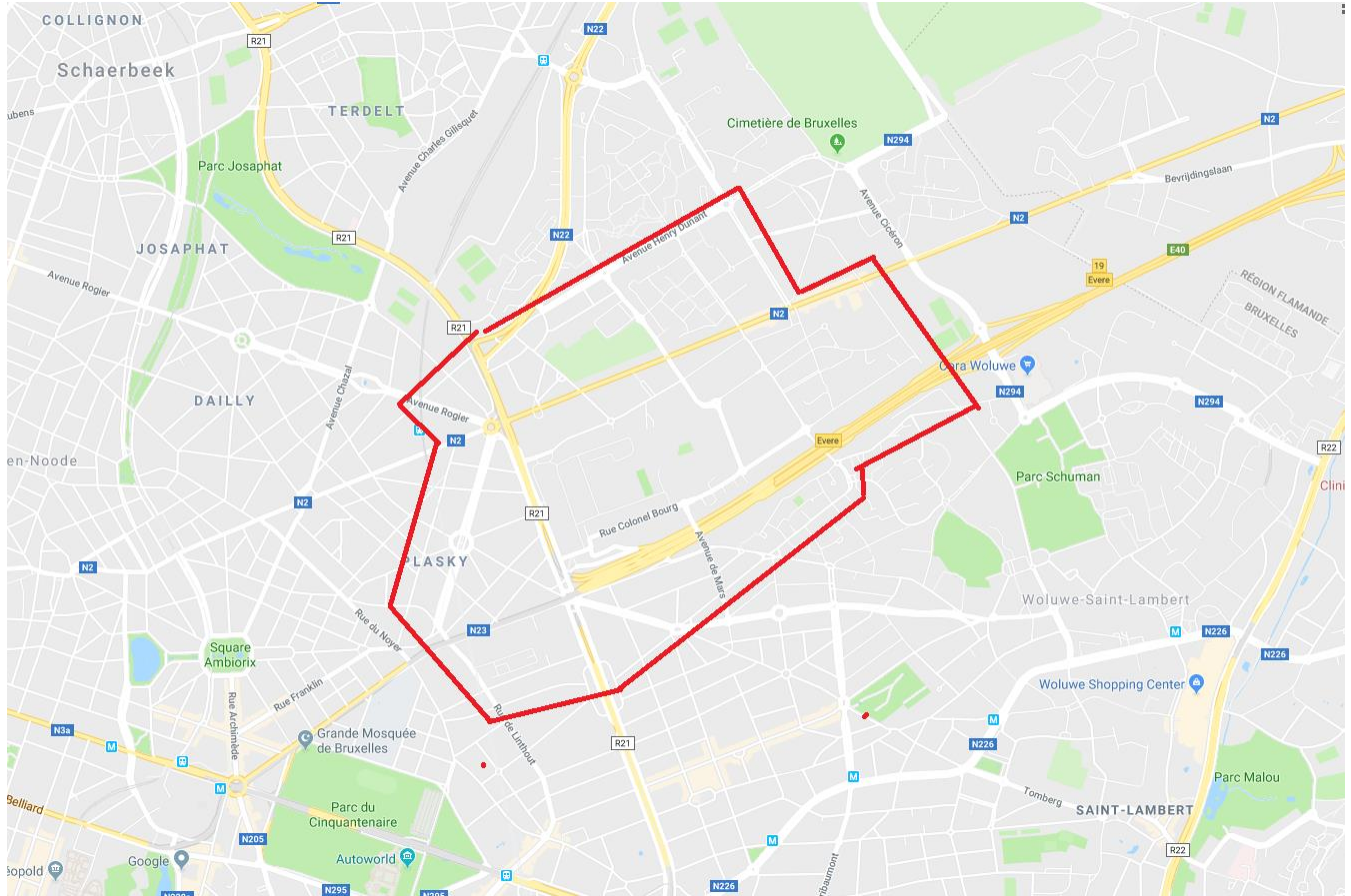 COLLIGNON
R21
N22
Schaerbeek
TERDELT
Avenue Charles Gilisquet
Cimetière de Bruxelles
N2
N294
Parc Josaphat
Bevrijdingslaan
Avenue Cicéron
N2
Avenue Henry Dunant
N22
R21
JOSAPHAT
E40
19
Evere
Avenue Rogier
RÉGION FLAMANDE
BRUXELLES
N2
R21
Cora Woluwe
N294
DAILLY
Avenue Chazal
Avenue Rogier
N294
N2
Evere
R22
en-Noode
Parc Schuman
Clini
N2
R21
Rue Colonel Bourg
Avenue de Mars
PLASKY
N2
Woluwe-Saint-Lambert
Rue du Noyer
N23
M
N226
Square
Ambiorix
N226
Rue Franklin
Woluwe Shopping Center
Rue Archimède
Rue de Linthout
N3a
M
Grande Mosquée
de Bruxelles
R21
M
N226
M
M
Parc Malou
Belliard
Parc du
Cinquantenaire
Tomberg
SAINT-LAMBERT
N205
M
Google
Autoworld
R22
éopold
N295
N226
ribaumont